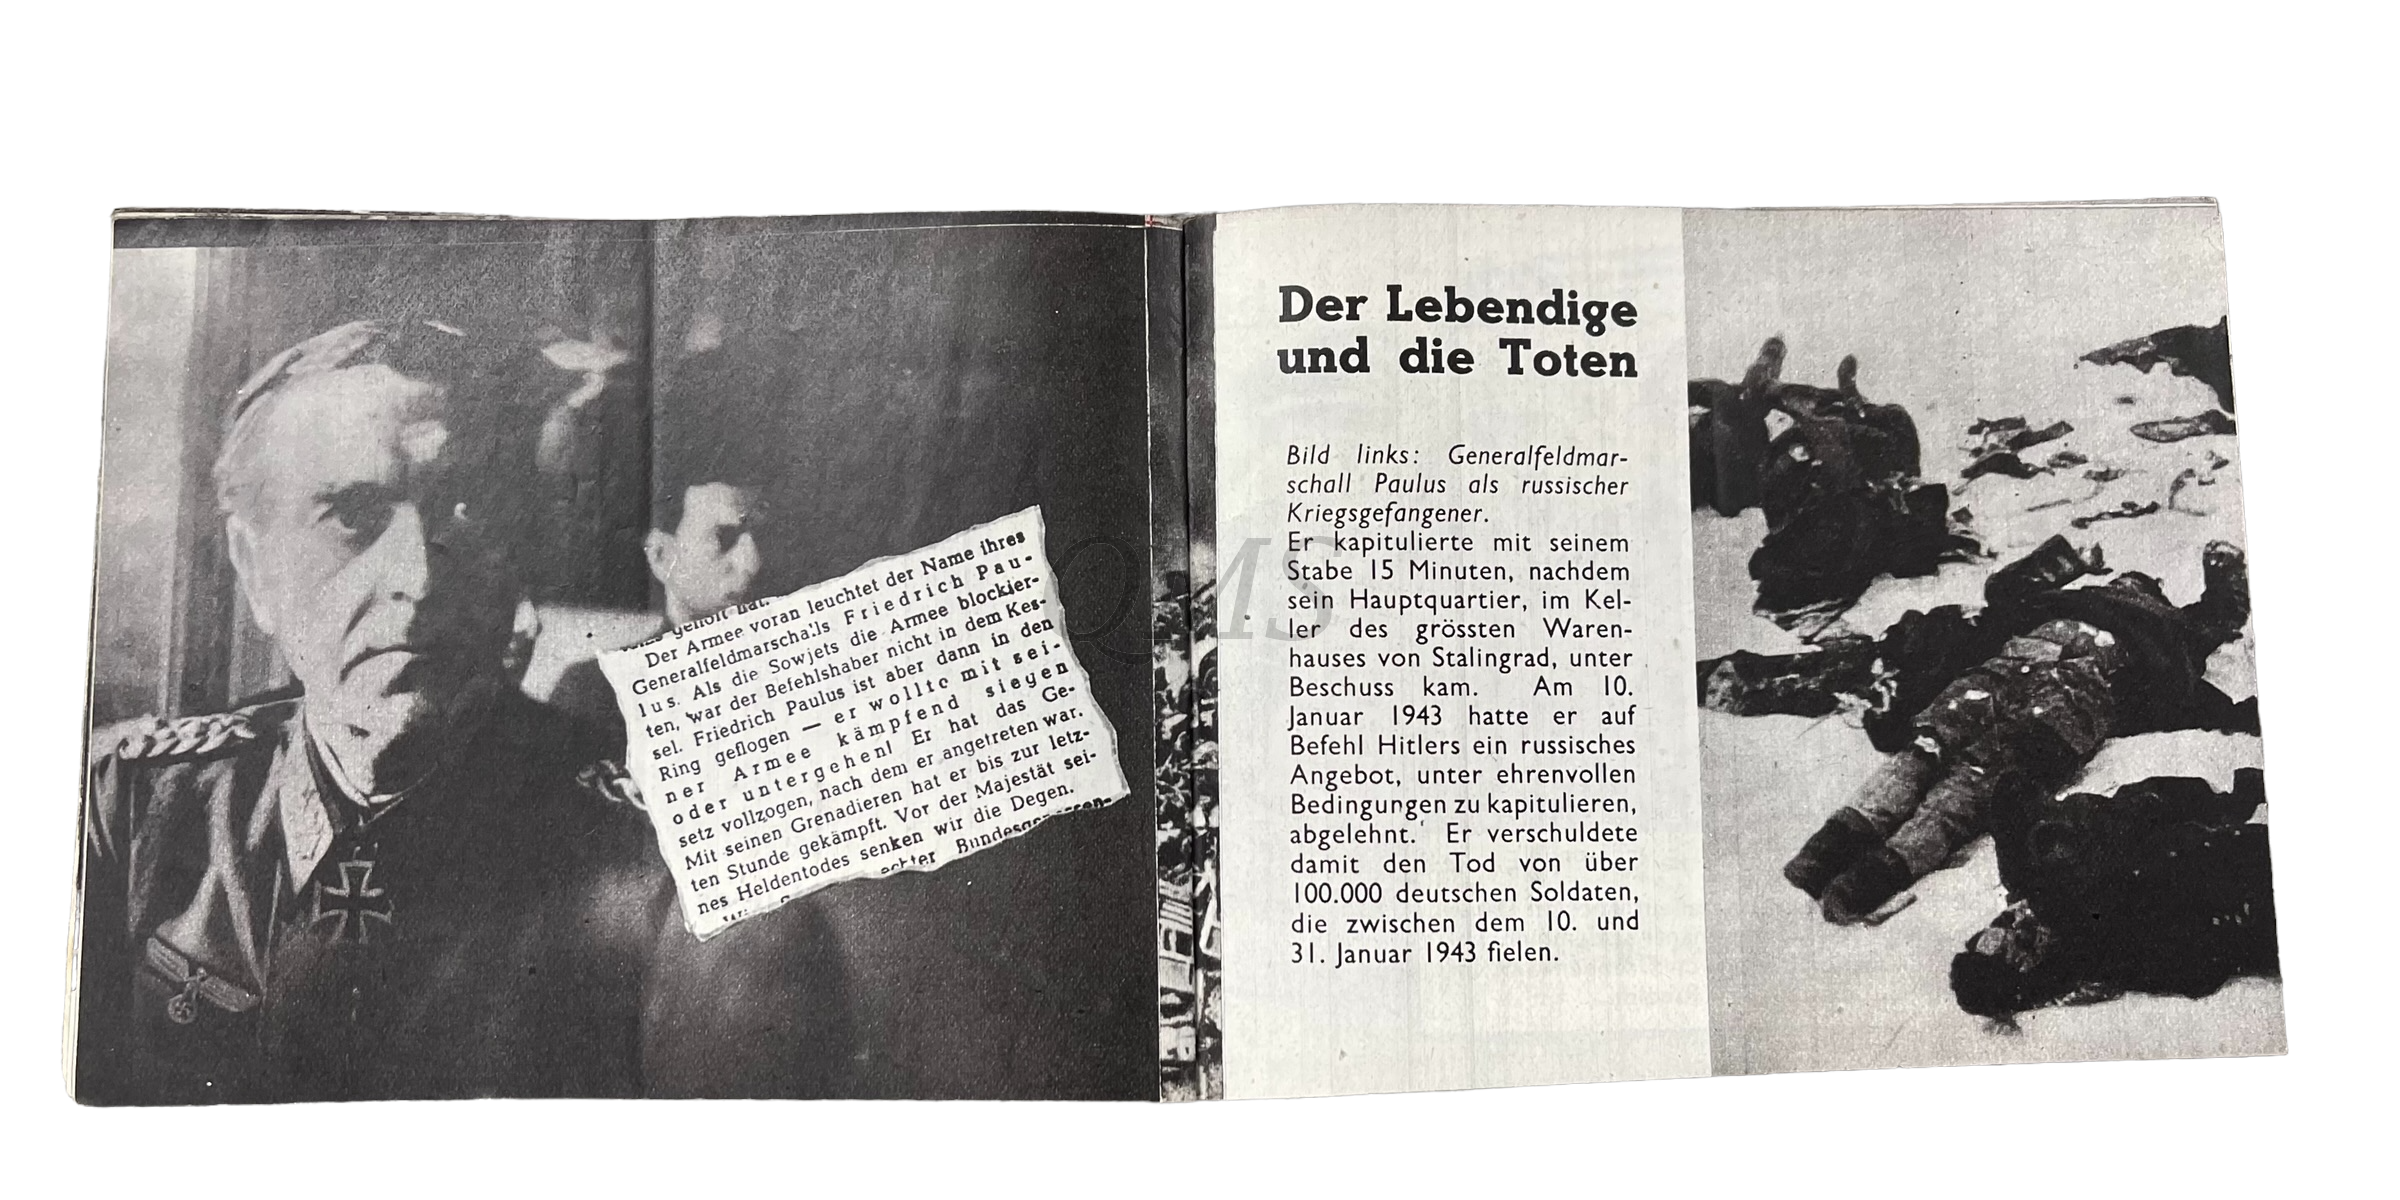 Der Armee voran leuchtet der Name ihres
Generalfeldmarschalls Friedrich Pau-
lus. Als die Sowjets die Armee blockier-
ten, war der Befehlshaber nicht in dem Kes-
sel. Friedrich Paulus ist aber dann in den
Ring geflogen — er wollte mit sei-
ner Armee kämpfend siegen
oder untergehen! Er hat das Ge-
setz vollzogen, nach dem er angetreten war.
Mit seinen Grenadieren hat er bis zur letz-
ten Stunde gekämpft. Vor der Majestät sei-
nes Heldentodes senken wir die Degen.
Der Lebendige
und die Toten
Bild links: Generalfeldmar-
schall Paulus als russischer
Kriegsgefangener.
Er kapitulierte mit seinem
Stabe 15 Minuten, nachdem
sein Hauptquartier, im Kel-
ler des grössten Waren-
hauses von Stalingrad, unter
Beschuss kam. Am 10.
Januar 1943 hatte er auf
Befehl Hitlers ein russisches
Angebot, unter ehrenvollen
Bedingungen zu kapitulieren,
abgelehnt. Er verschuldete
damit den Tod von über
100.000 deutschen Soldaten,
die zwischen dem 10. und
31. Januar 1943 fielen.
QMS